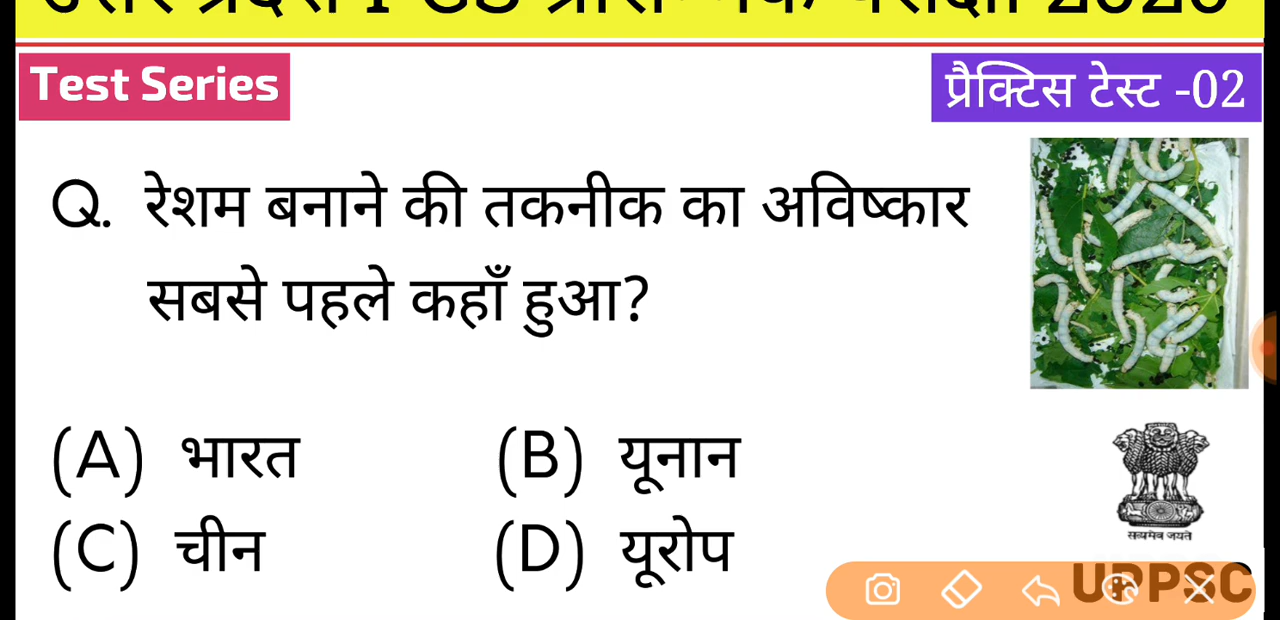 Test Series
प्रैक्टिस टेस्ट -02
Q. रेशम बनाने की तकनीक का अविष्कार
सबसे पहले कहाँ हुआ?
(A) भारत (B) यूनान
(C) चीन (D) यूरोप
सत्यमेव जयते
UPPSC